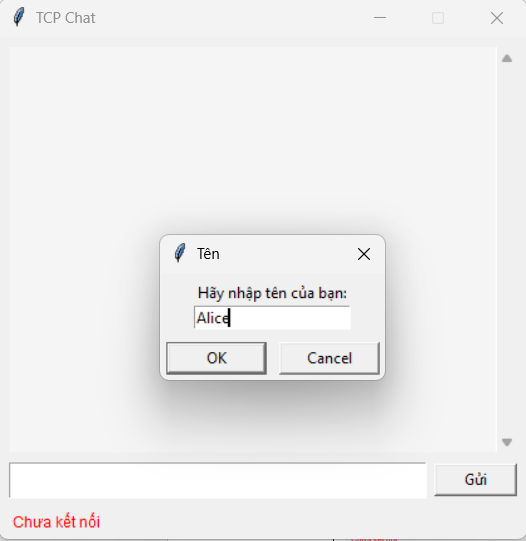 TCP Chat
Tên
Hãy nhập tên của bạn:
Alice
OK
Cancel
Gửi
Chưa kết nối